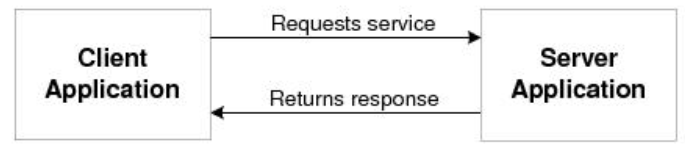 Requests service
Client
Application
Server
Application
Returns response